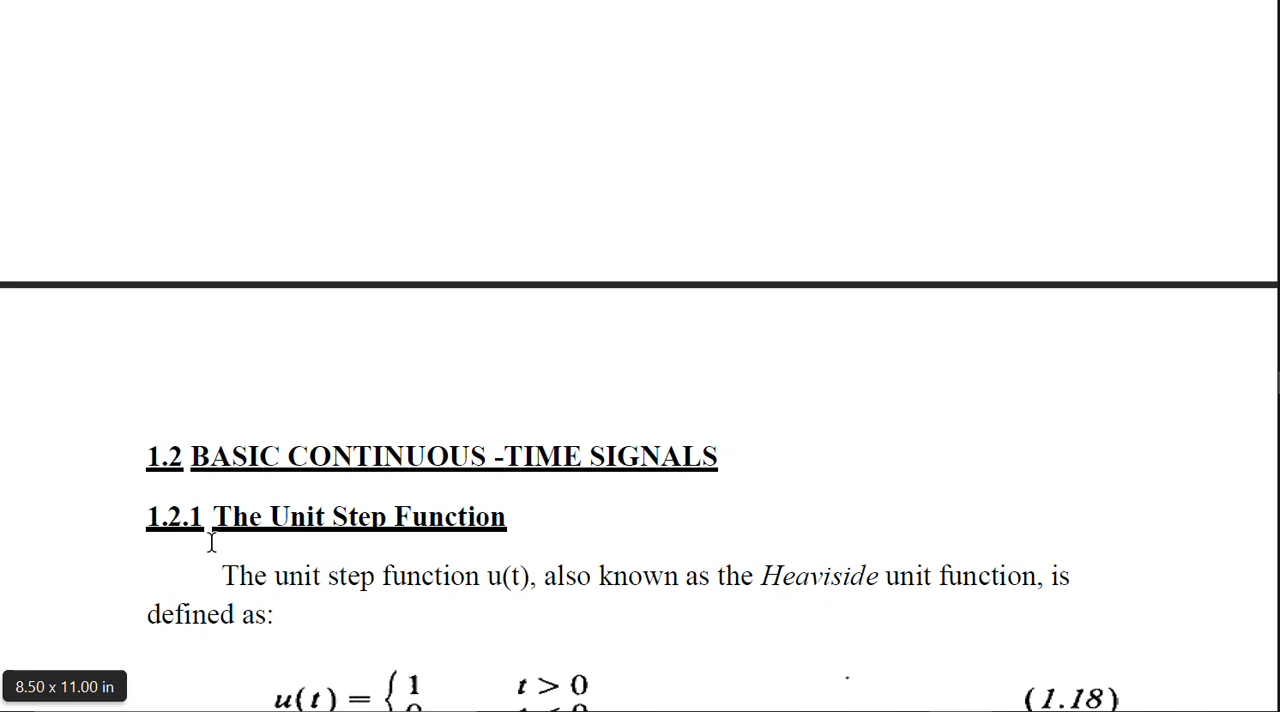 1.2 BASIC CONTINUOUS -TIME SIGNALS
1.2.1 The Unit Step Function
The unit step function u(t), also known as the Heaviside unit function, is
defined as:
8.50 x 11.00 in
u(t) = { 1 t > 0 (1.18)